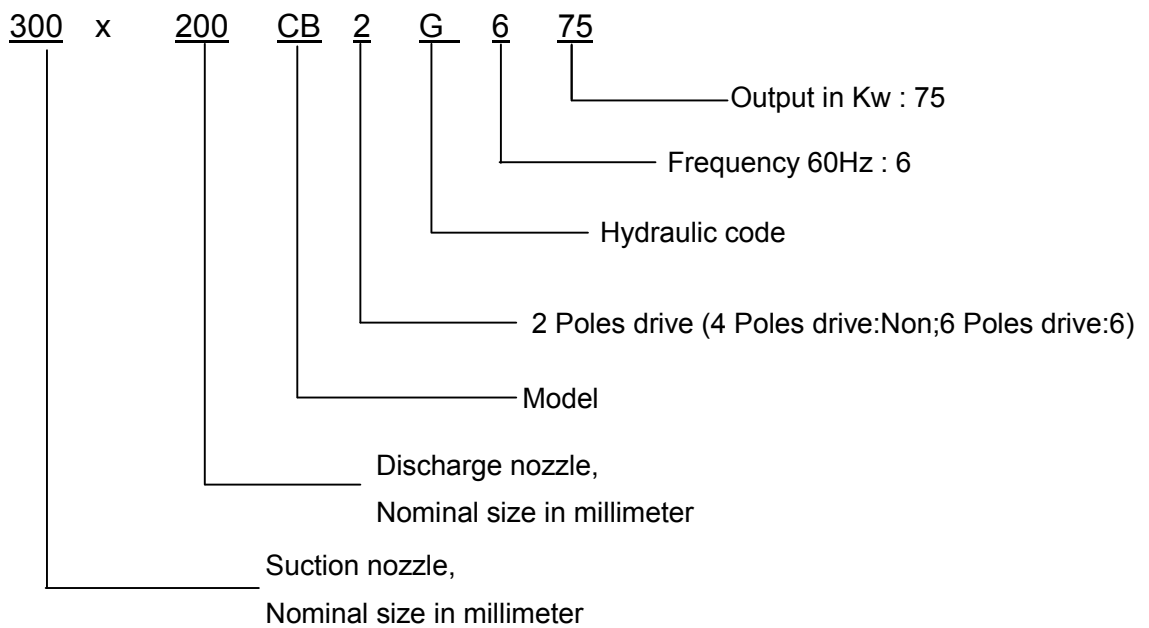 300 x 200 CB 2 G_ 6 75
Output in Kw : 75
Frequency 60Hz : 6
Hydraulic code
2 Poles drive (4 Poles drive:Non;6 Poles drive:6)
Model
Discharge nozzle,
Nominal size in millimeter
Suction nozzle,
Nominal size in millimeter